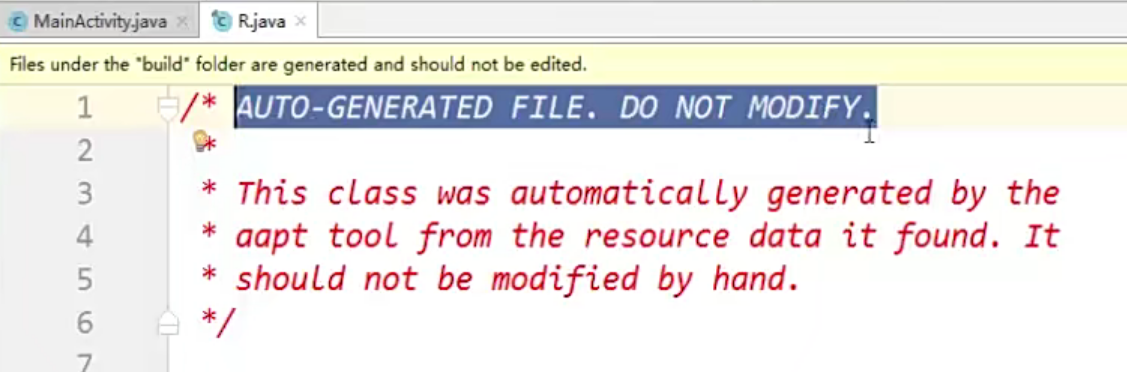 MainActivity.java × R.java ×
Files under the "build" folder are generated and should not be edited.
1 /* AUTO-GENERATED FILE. DO NOT MODIFY.
2 *
3 * This class was automatically generated by the
4 * aapt tool from the resource data it found. It
5 * should not be modified by hand.
6 */
7